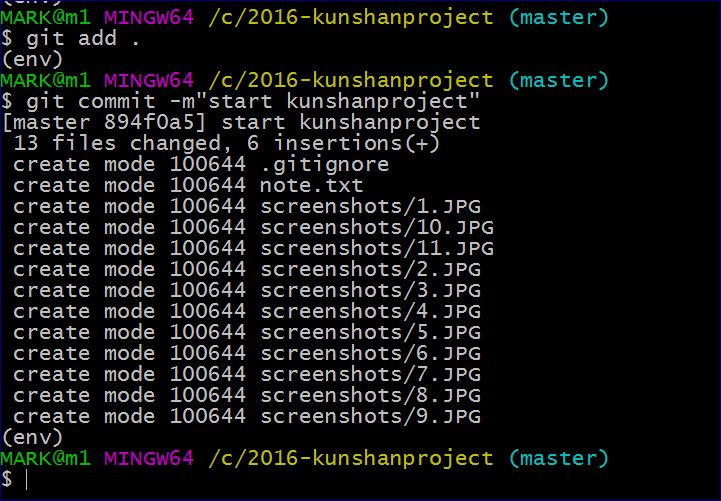 (env)
MARK@m1 MINGW64 /c/2016-kunshanproject (master)
$ git add .
(env)
MARK@m1 MINGW64 /c/2016-kunshanproject (master)
$ git commit -m"start kunshanproject"
[master 894f0a5] start kunshanproject
 13 files changed, 6 insertions(+)
 create mode 100644 .gitignore
 create mode 100644 note.txt
 create mode 100644 screenshots/1.JPG
 create mode 100644 screenshots/10.JPG
 create mode 100644 screenshots/11.JPG
 create mode 100644 screenshots/2.JPG
 create mode 100644 screenshots/3.JPG
 create mode 100644 screenshots/4.JPG
 create mode 100644 screenshots/5.JPG
 create mode 100644 screenshots/6.JPG
 create mode 100644 screenshots/7.JPG
 create mode 100644 screenshots/8.JPG
 create mode 100644 screenshots/9.JPG
(env)
MARK@m1 MINGW64 /c/2016-kunshanproject (master)
$